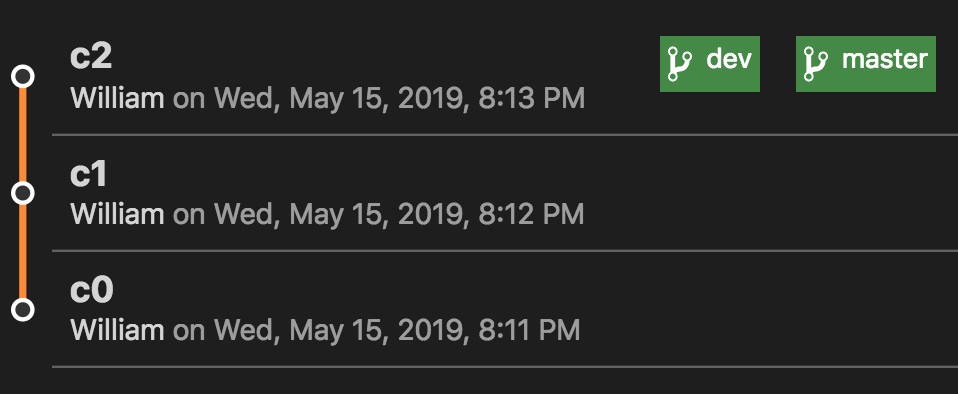 c2
dev
master
William on Wed, May 15, 2019, 8:13 PM
c1
William on Wed, May 15, 2019, 8:12 PM
c0
William on Wed, May 15, 2019, 8:11 PM